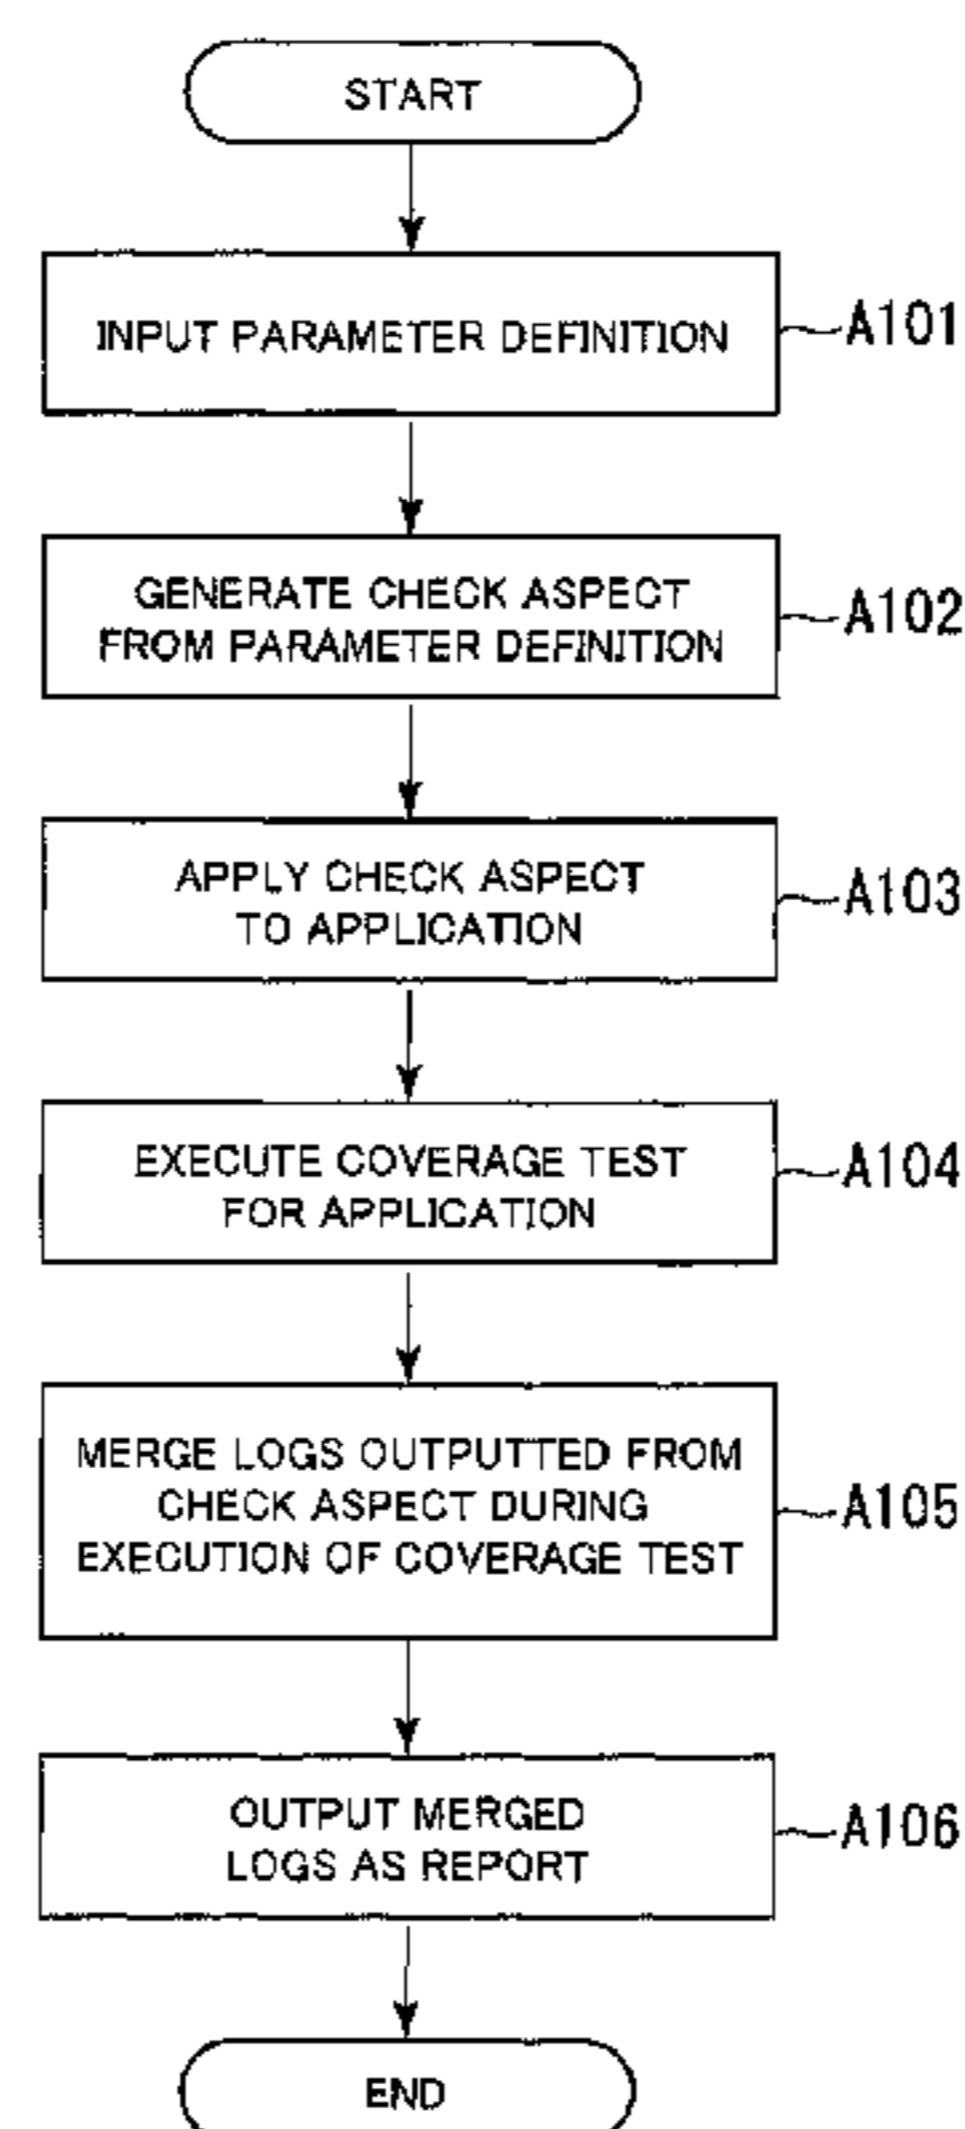 START
INPUT PARAMETER DEFINITION
A101
GENERATE CHECK ASPECT
FROM PARAMETER DEFINITION
A102
APPLY CHECK ASPECT
TO APPLICATION
A103
EXECUTE COVERAGE TEST
FOR APPLICATION
A104
MERGE LOGS OUTPUTTED FROM
CHECK ASPECT DURING
EXECUTION OF COVERAGE TEST
A105
OUTPUT MERGED
LOGS AS REPORT
A106
END